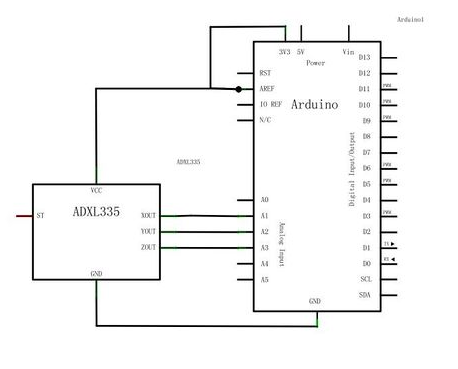 Arduino1
3V3 5V Vin
Power
D13
RST D12
AREF D11 PWM
IO REF D10 PWM
Arduino
N/C D9 PWM
D8
D7
Digital Input/Output
ADXL335
D6 PWM
D5 PWM
VCC
A0 D4
ST ADXL335 XOUT A1 D3 PWM
YOUT A2 D2
ZOUT A3 D1 TX
Analog Input
A4 D0 RX
GND A5 SCL
SDA
GND